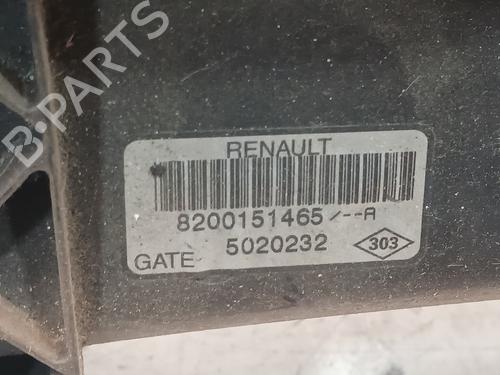 B-PARTS
RENAULT
8200151465/--A
5020232
303
GATE